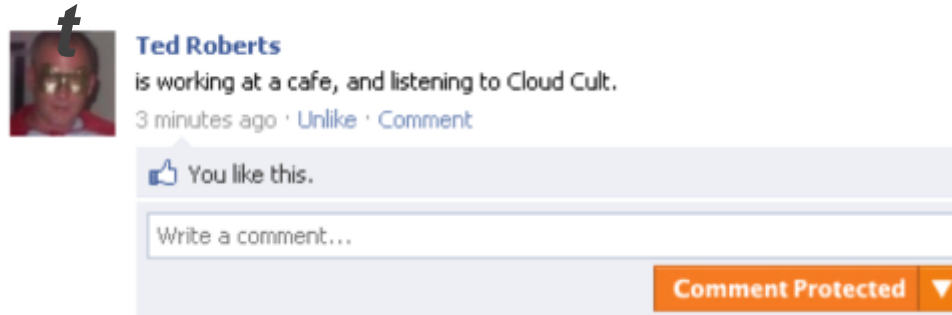 t
Ted Roberts
is working at a cafe, and listening to Cloud Cult.
3 minutes ago · Unlike · Comment
You like this.
Write a comment...
Comment Protected